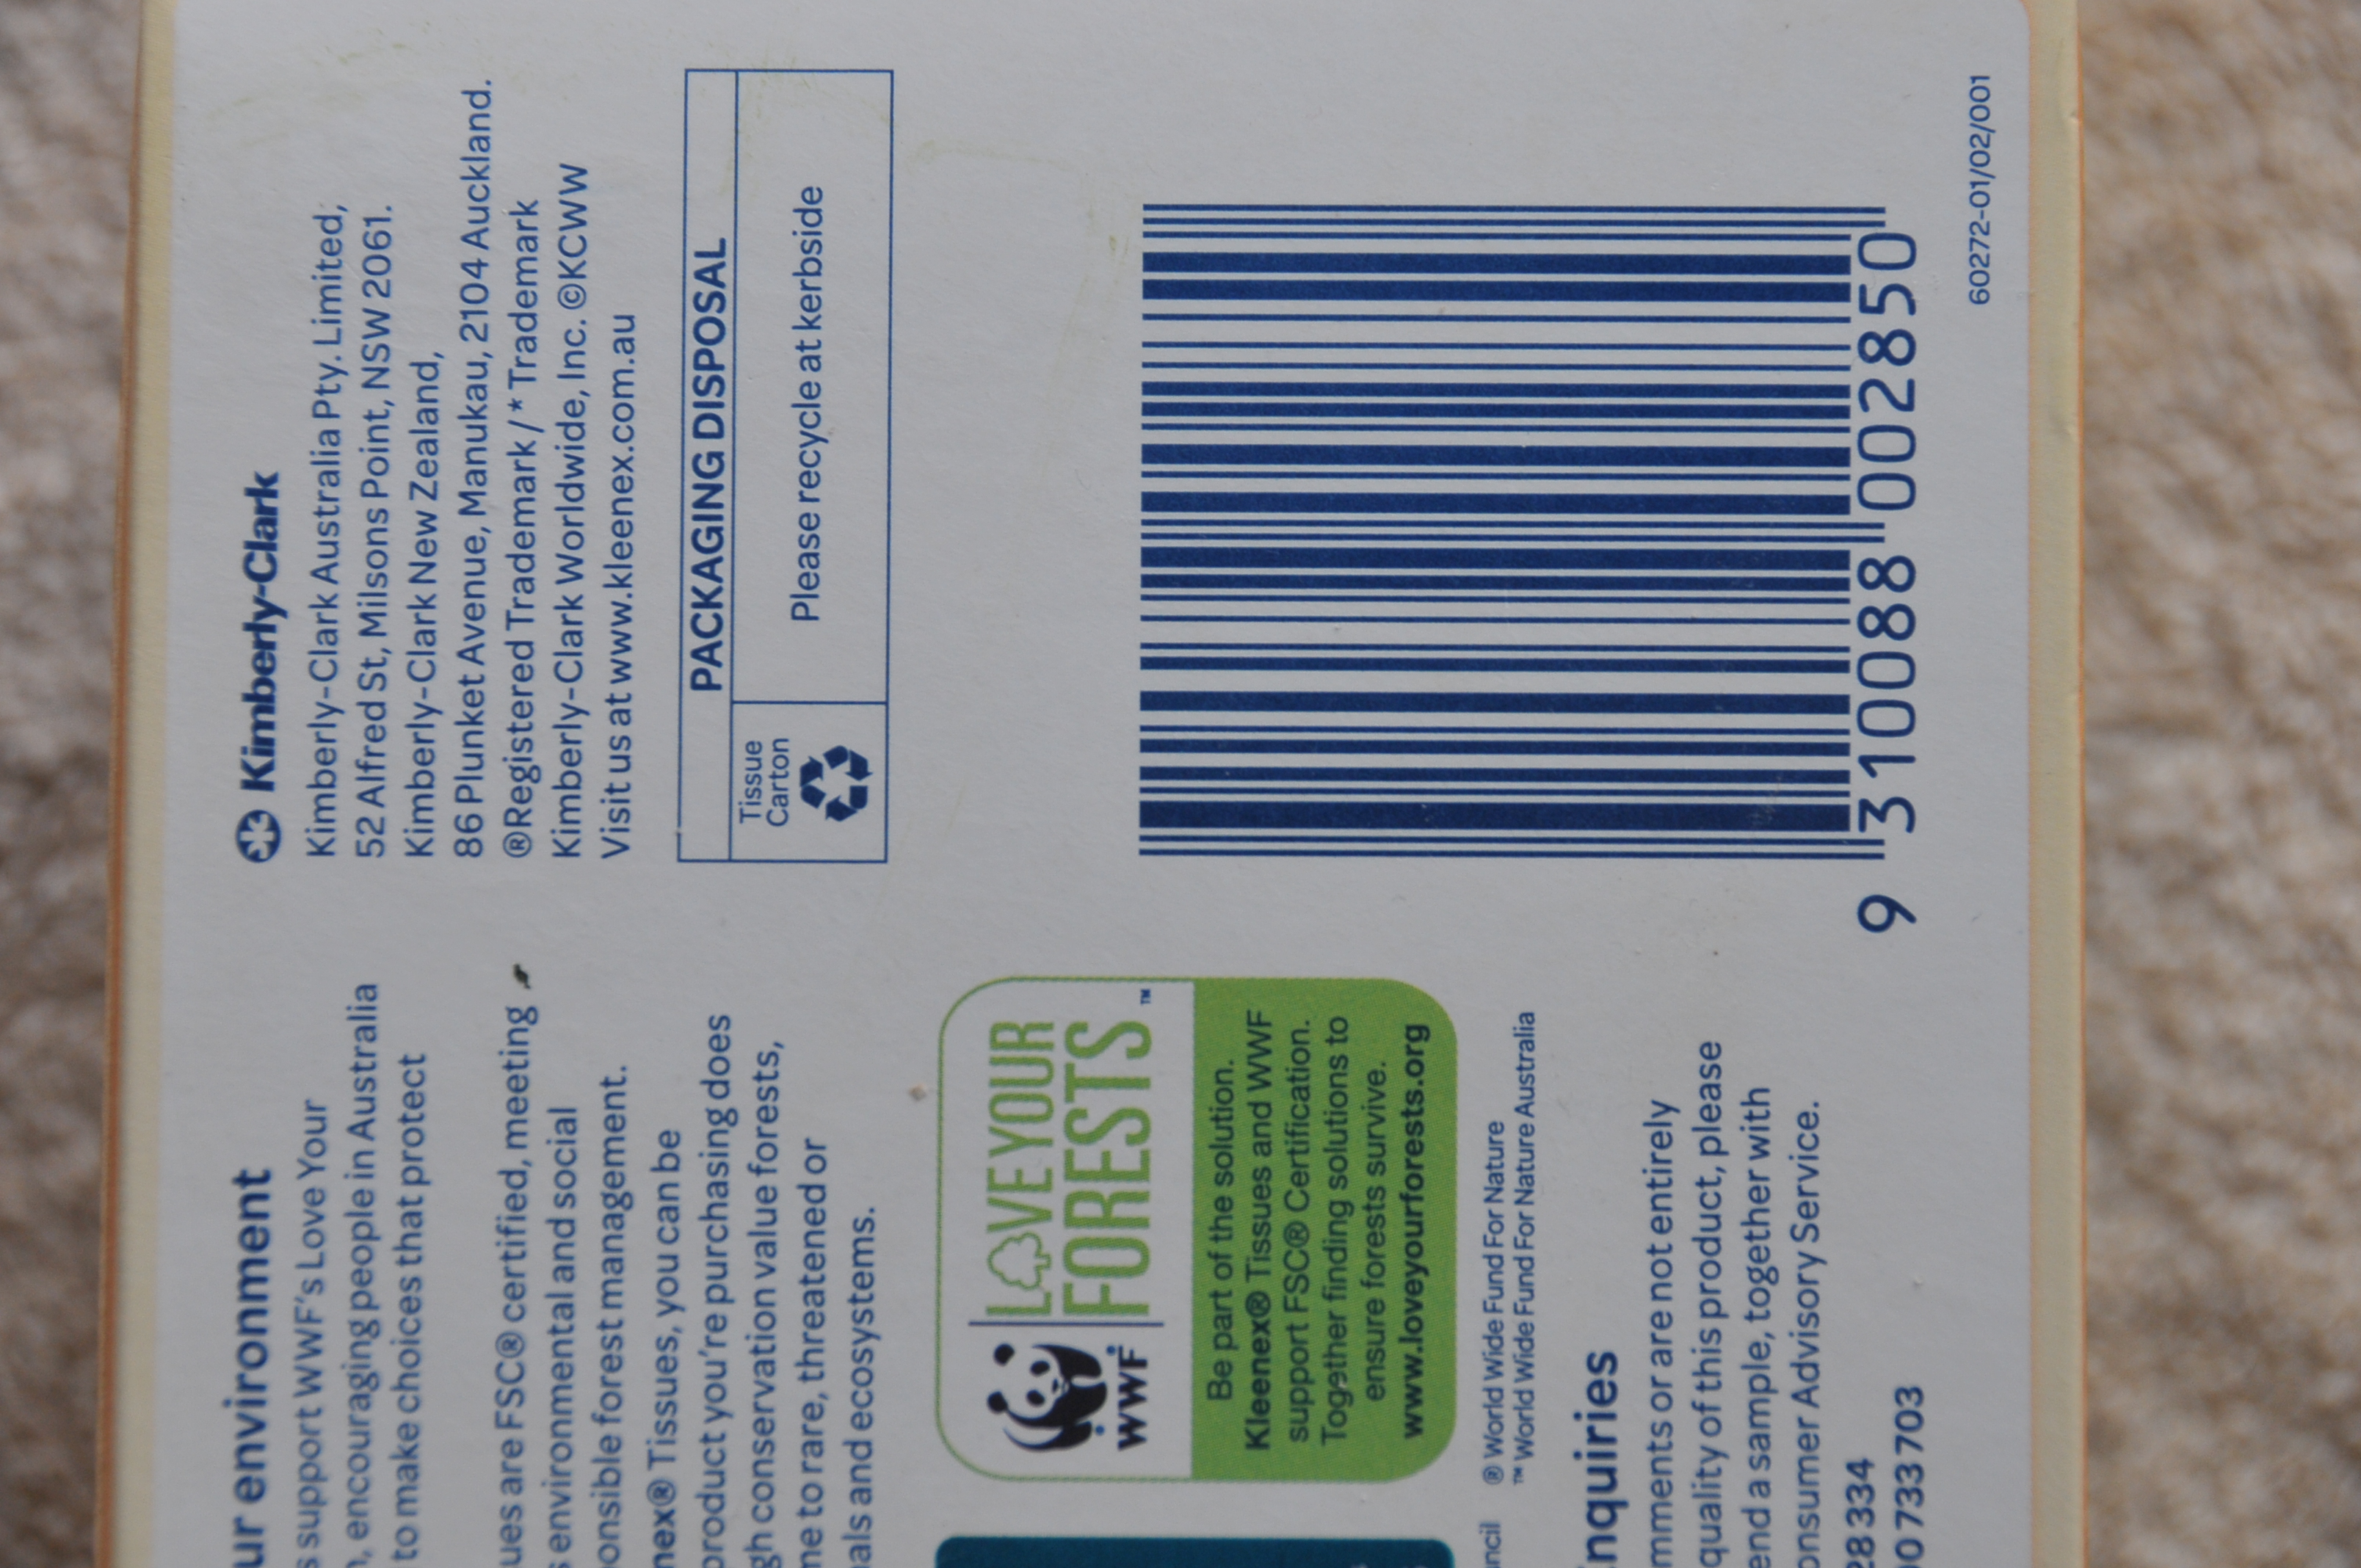 ur environment
s support WWF's Love Your
, encouraging people in Australia
to make choices that protect
ues are FSC® certified, meeting
s environmental and social
onsible forest management.
nex® Tissues, you can be
product you're purchasing does
gh conservation value forests,
me to rare, threatened or
als and ecosystems.
WWF
LOVE YOUR
FORESTS™
Be part of the solution.
Kleenex® Tissues and WWF
support FSC® Certification.
Together finding solutions to
ensure forests survive.
www.loveyourforests.org
ncil
® World Wide Fund For Nature
™ World Wide Fund For Nature Australia
nquiries
mments or are not entirely
quality of this product, please
end a sample, together with
onsumer Advisory Service.
28 334
00 733 703
Kimberly-Clark
Kimberly-Clark Australia Pty. Limited,
52 Alfred St, Milsons Point, NSW 2061.
Kimberly-Clark New Zealand,
86 Plunket Avenue, Manukau, 2104 Auckland.
®Registered Trademark / * Trademark
Kimberly-Clark Worldwide, Inc. ©KCWW
Visit us at www.kleenex.com.au
PACKAGING DISPOSAL
Tissue
Carton
Please recycle at kerbside
9 310088 002850
60272-01/02/001